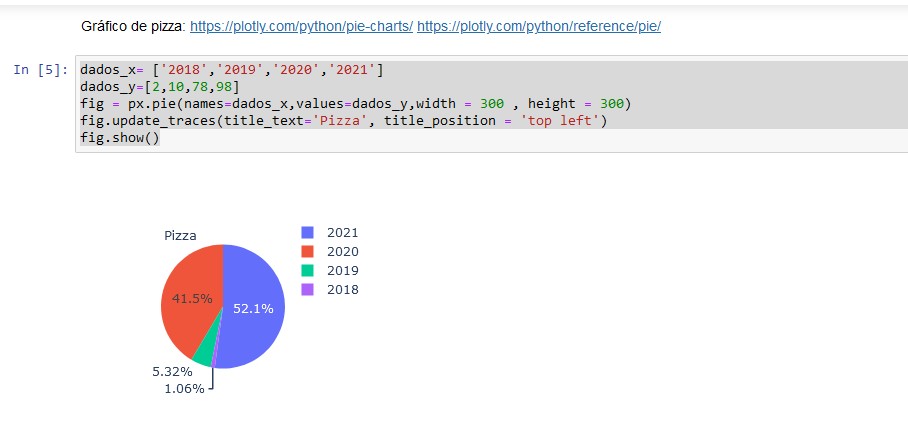 Gráfico de pizza: https://plotly.com/python/pie-charts/ https://plotly.com/python/reference/pie/
In [5]:
dados_x= ['2018','2019','2020','2021']
dados_y=[2,10,78,98]
fig = px.pie(names=dados_x,values=dados_y,width = 300 , height = 300)
fig.update_traces(title_text='Pizza', title_position = 'top left')
fig.show()
Pizza
2021
2020
2019
2018
41.5%
52.1%
5.32%
1.06%